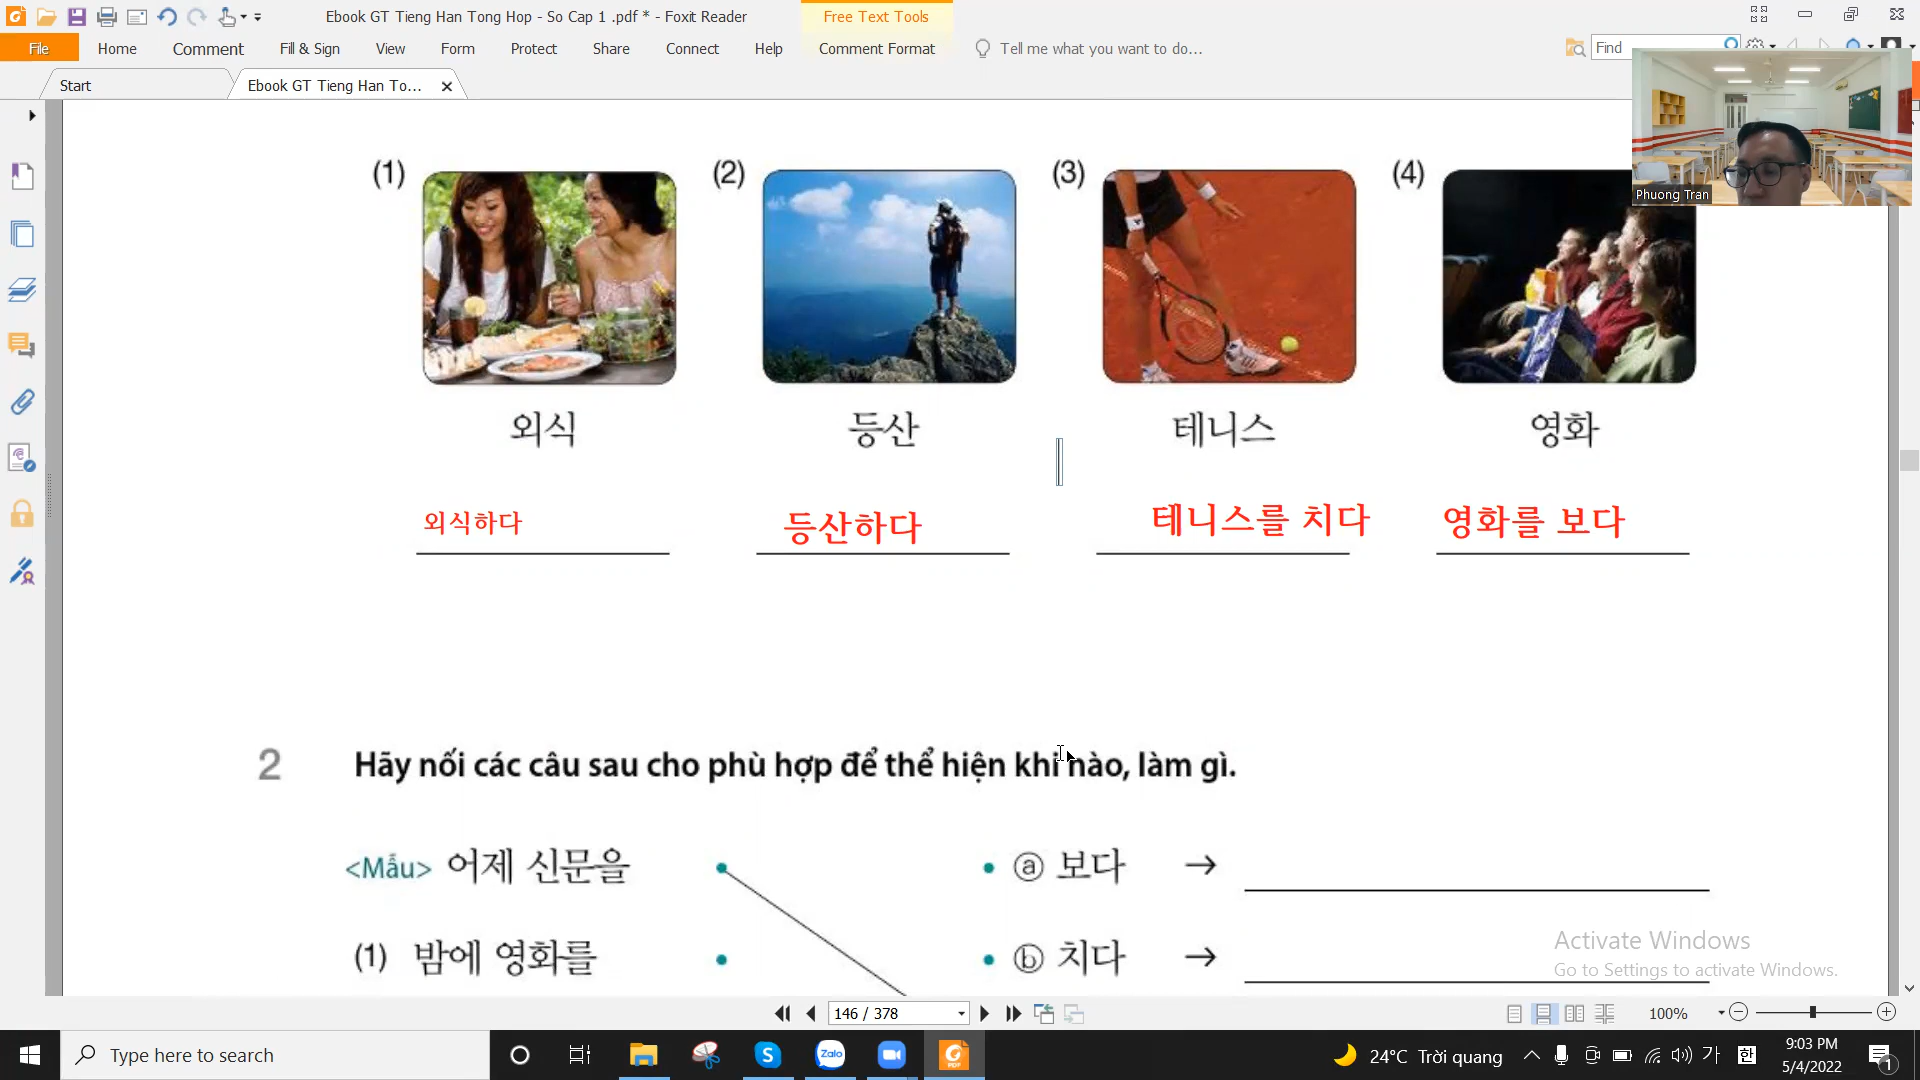 Ebook GT Tieng Han Tong Hop - So Cap 1 .pdf * - Foxit Reader
Free Text Tools
File Home Comment Fill & Sign View Form Protect Share Connect Help Comment Format Tell me what you want to do... Find
Start Ebook GT Tieng Han To...
Phuong Tran
(1) (2) (3) (4)
외식 등산 테니스 영화
외식하다 등산하다 테니스를 치다 영화를 보다
2 Hãy nối các câu sau cho phù hợp để thể hiện khi nào, làm gì.
<Mẫu> 어제 신문을 • • ⓐ 보다 →
(1) 밤에 영화를 • • ⓑ 치다 →
Activate Windows
Go to Settings to activate Windows.
146 / 378 100%
Type here to search
Zalo
PDF
24°C Trời quang 가 한 9:03 PM
5/4/2022
1